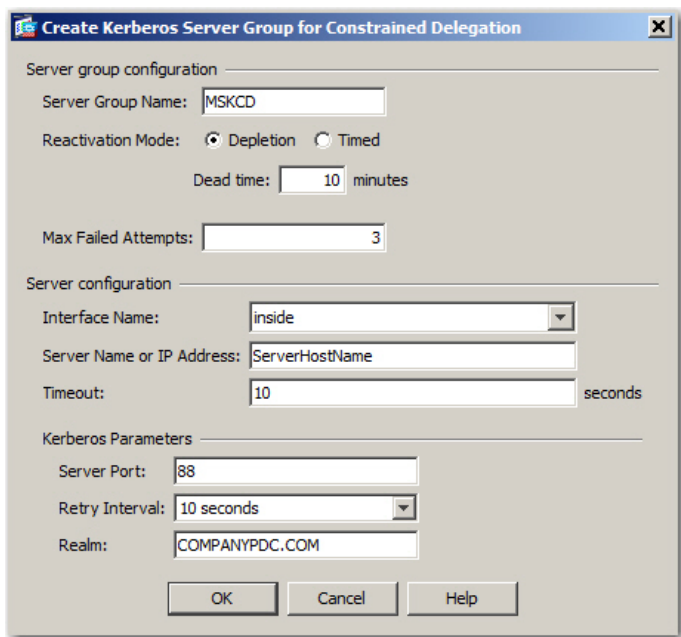 Create Kerberos Server Group for Constrained Delegation
Server group configuration
Server Group Name: MSKCD
Reactivation Mode: Depletion Timed
Dead time: 10 minutes
Max Failed Attempts: 3
Server configuration
Interface Name: inside
Server Name or IP Address: ServerHostName
Timeout: 10 seconds
Kerberos Parameters
Server Port: 88
Retry Interval: 10 seconds
Realm: COMPANYPDC.COM
OK Cancel Help